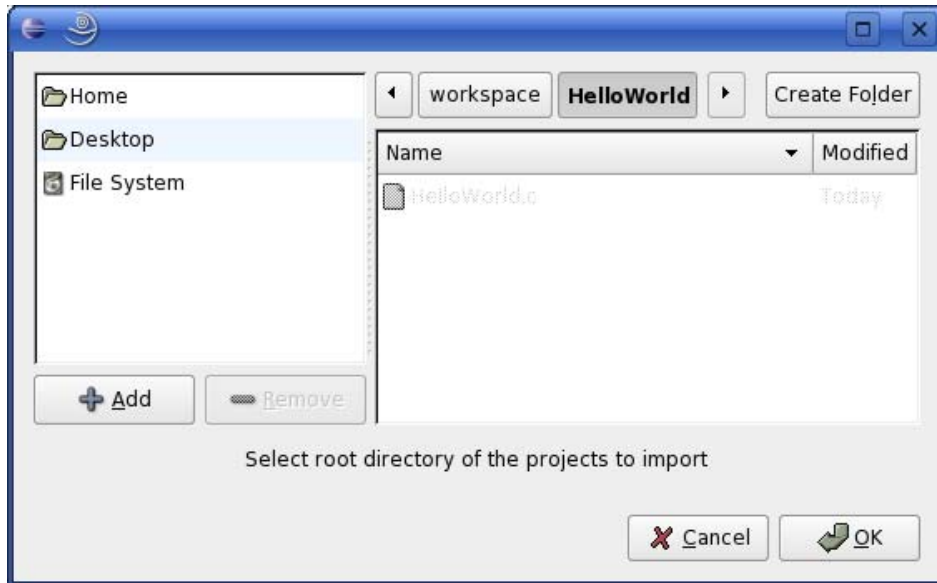 Home
Desktop
File System
Add
Remove
workspace
HelloWorld
Create Folder
Name
Modified
HelloWorld.c
Today
Select root directory of the projects to import
Cancel
OK